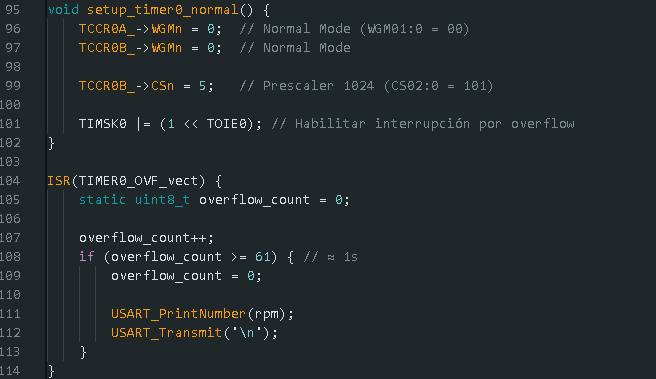 95 void setup_timer0_normal() {
96 TCCR0A_->WGMn = 0; // Normal Mode (WGM01:0 = 00)
97 TCCR0B_->WGMn = 0; // Normal Mode
98
99 TCCR0B_->CSn = 5; // Prescaler 1024 (CS02:0 = 101)
100
101 TIMSK0 |= (1 << TOIE0); // Habilitar interrupción por overflow
102 }
103
104 ISR(TIMER0_OVF_vect) {
105 static uint8_t overflow_count = 0;
106
107 overflow_count++;
108 if (overflow_count >= 61) { // ≈ 1s
109 overflow_count = 0;
110
111 USART_PrintNumber(rpm);
112 USART_Transmit('\n');
113 }
114 }